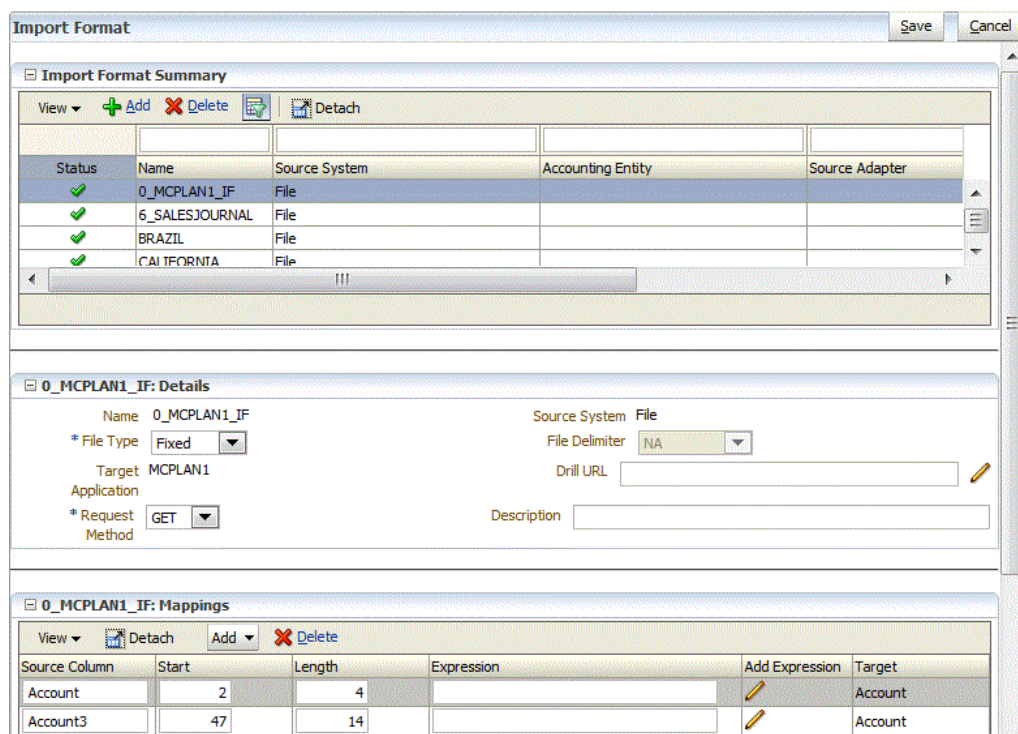 Import Format Save Cancel
Import Format Summary
View Add Delete Detach
Status Name Source System Accounting Entity Source Adapter
0_MCPLAN1_IF File
6_SALESJOURNAL File
BRAZIL File
CALIFORNIA File
0_MCPLAN1_IF: Details
Name 0_MCPLAN1_IF Source System File
* File Type Fixed File Delimiter NA
Target Application MCPLAN1 Drill URL
* Request Method GET Description
0_MCPLAN1_IF: Mappings
View Detach Add Delete
Source Column Start Length Expression Add Expression Target
Account 2 4 Account
Account3 47 14 Account